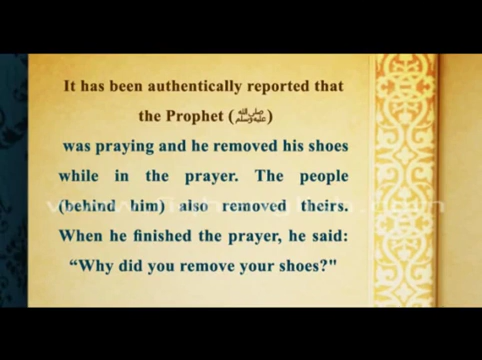 It has been authentically reported that
the Prophet (ﷺ)
was praying and he removed his shoes
while in the prayer. The people
(behind him) also removed theirs.
When he finished the prayer, he said:
“Why did you remove your shoes?"